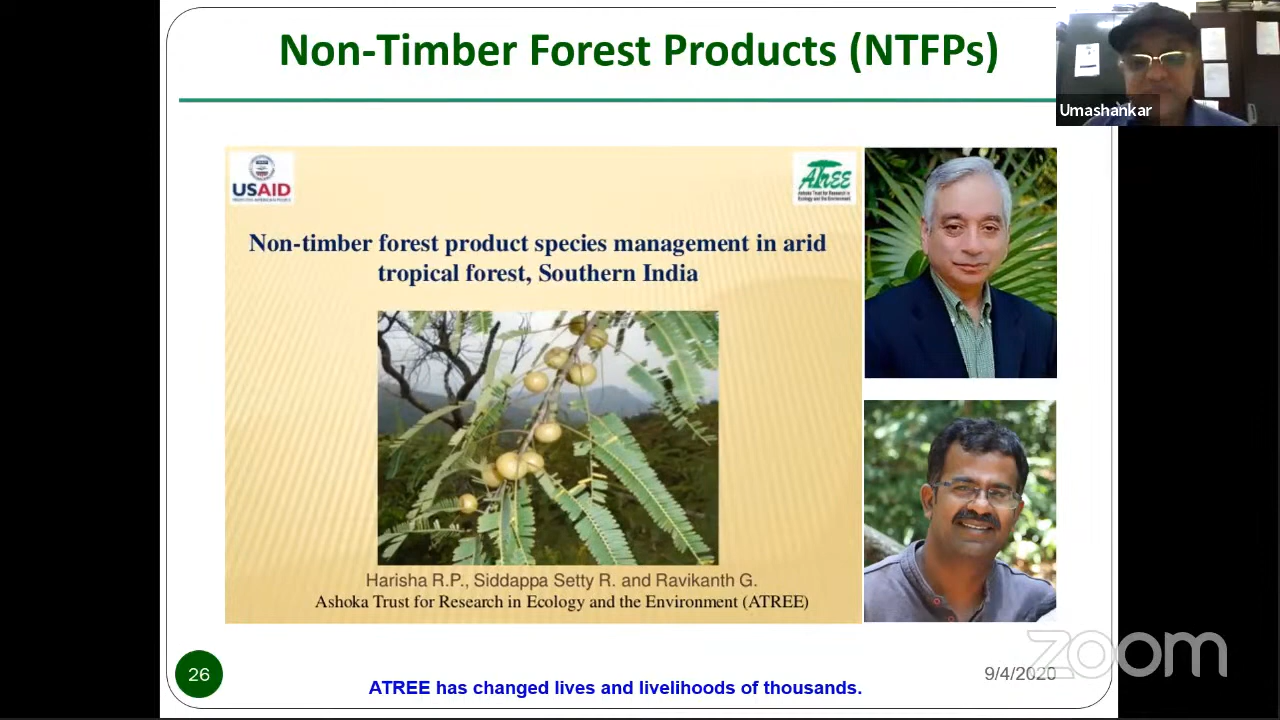 Non-Timber Forest Products (NTFPs)
Umashankar
USAID
ATREE
Ashoka Trust for Research in
Ecology and the Environment
Non-timber forest product species management in arid
tropical forest, Southern India
Harisha R.P., Siddappa Setty R. and Ravikanth G.
Ashoka Trust for Research in Ecology and the Environment (ATREE)
26
ATREE has changed lives and livelihoods of thousands.
9/4/2020
zoom